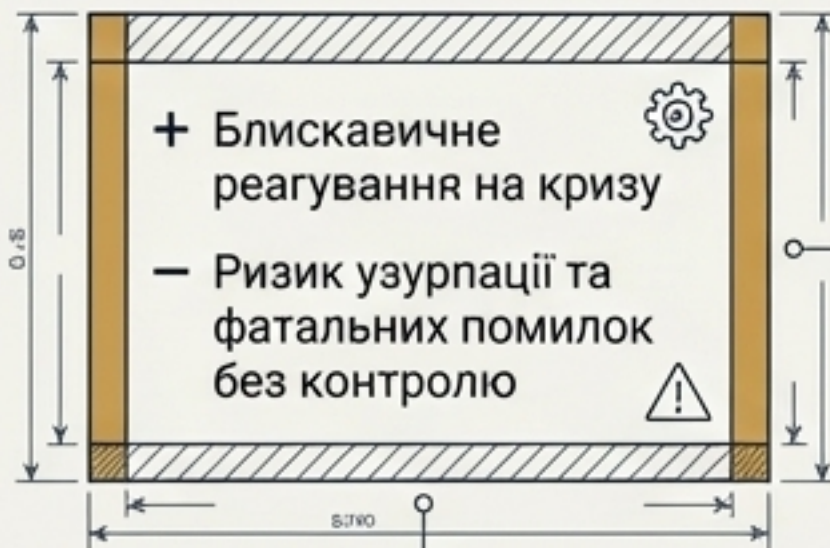 + Блискавичне
реагування на кризу
− Ризик узурпації та
фатальних помилок
без контролю